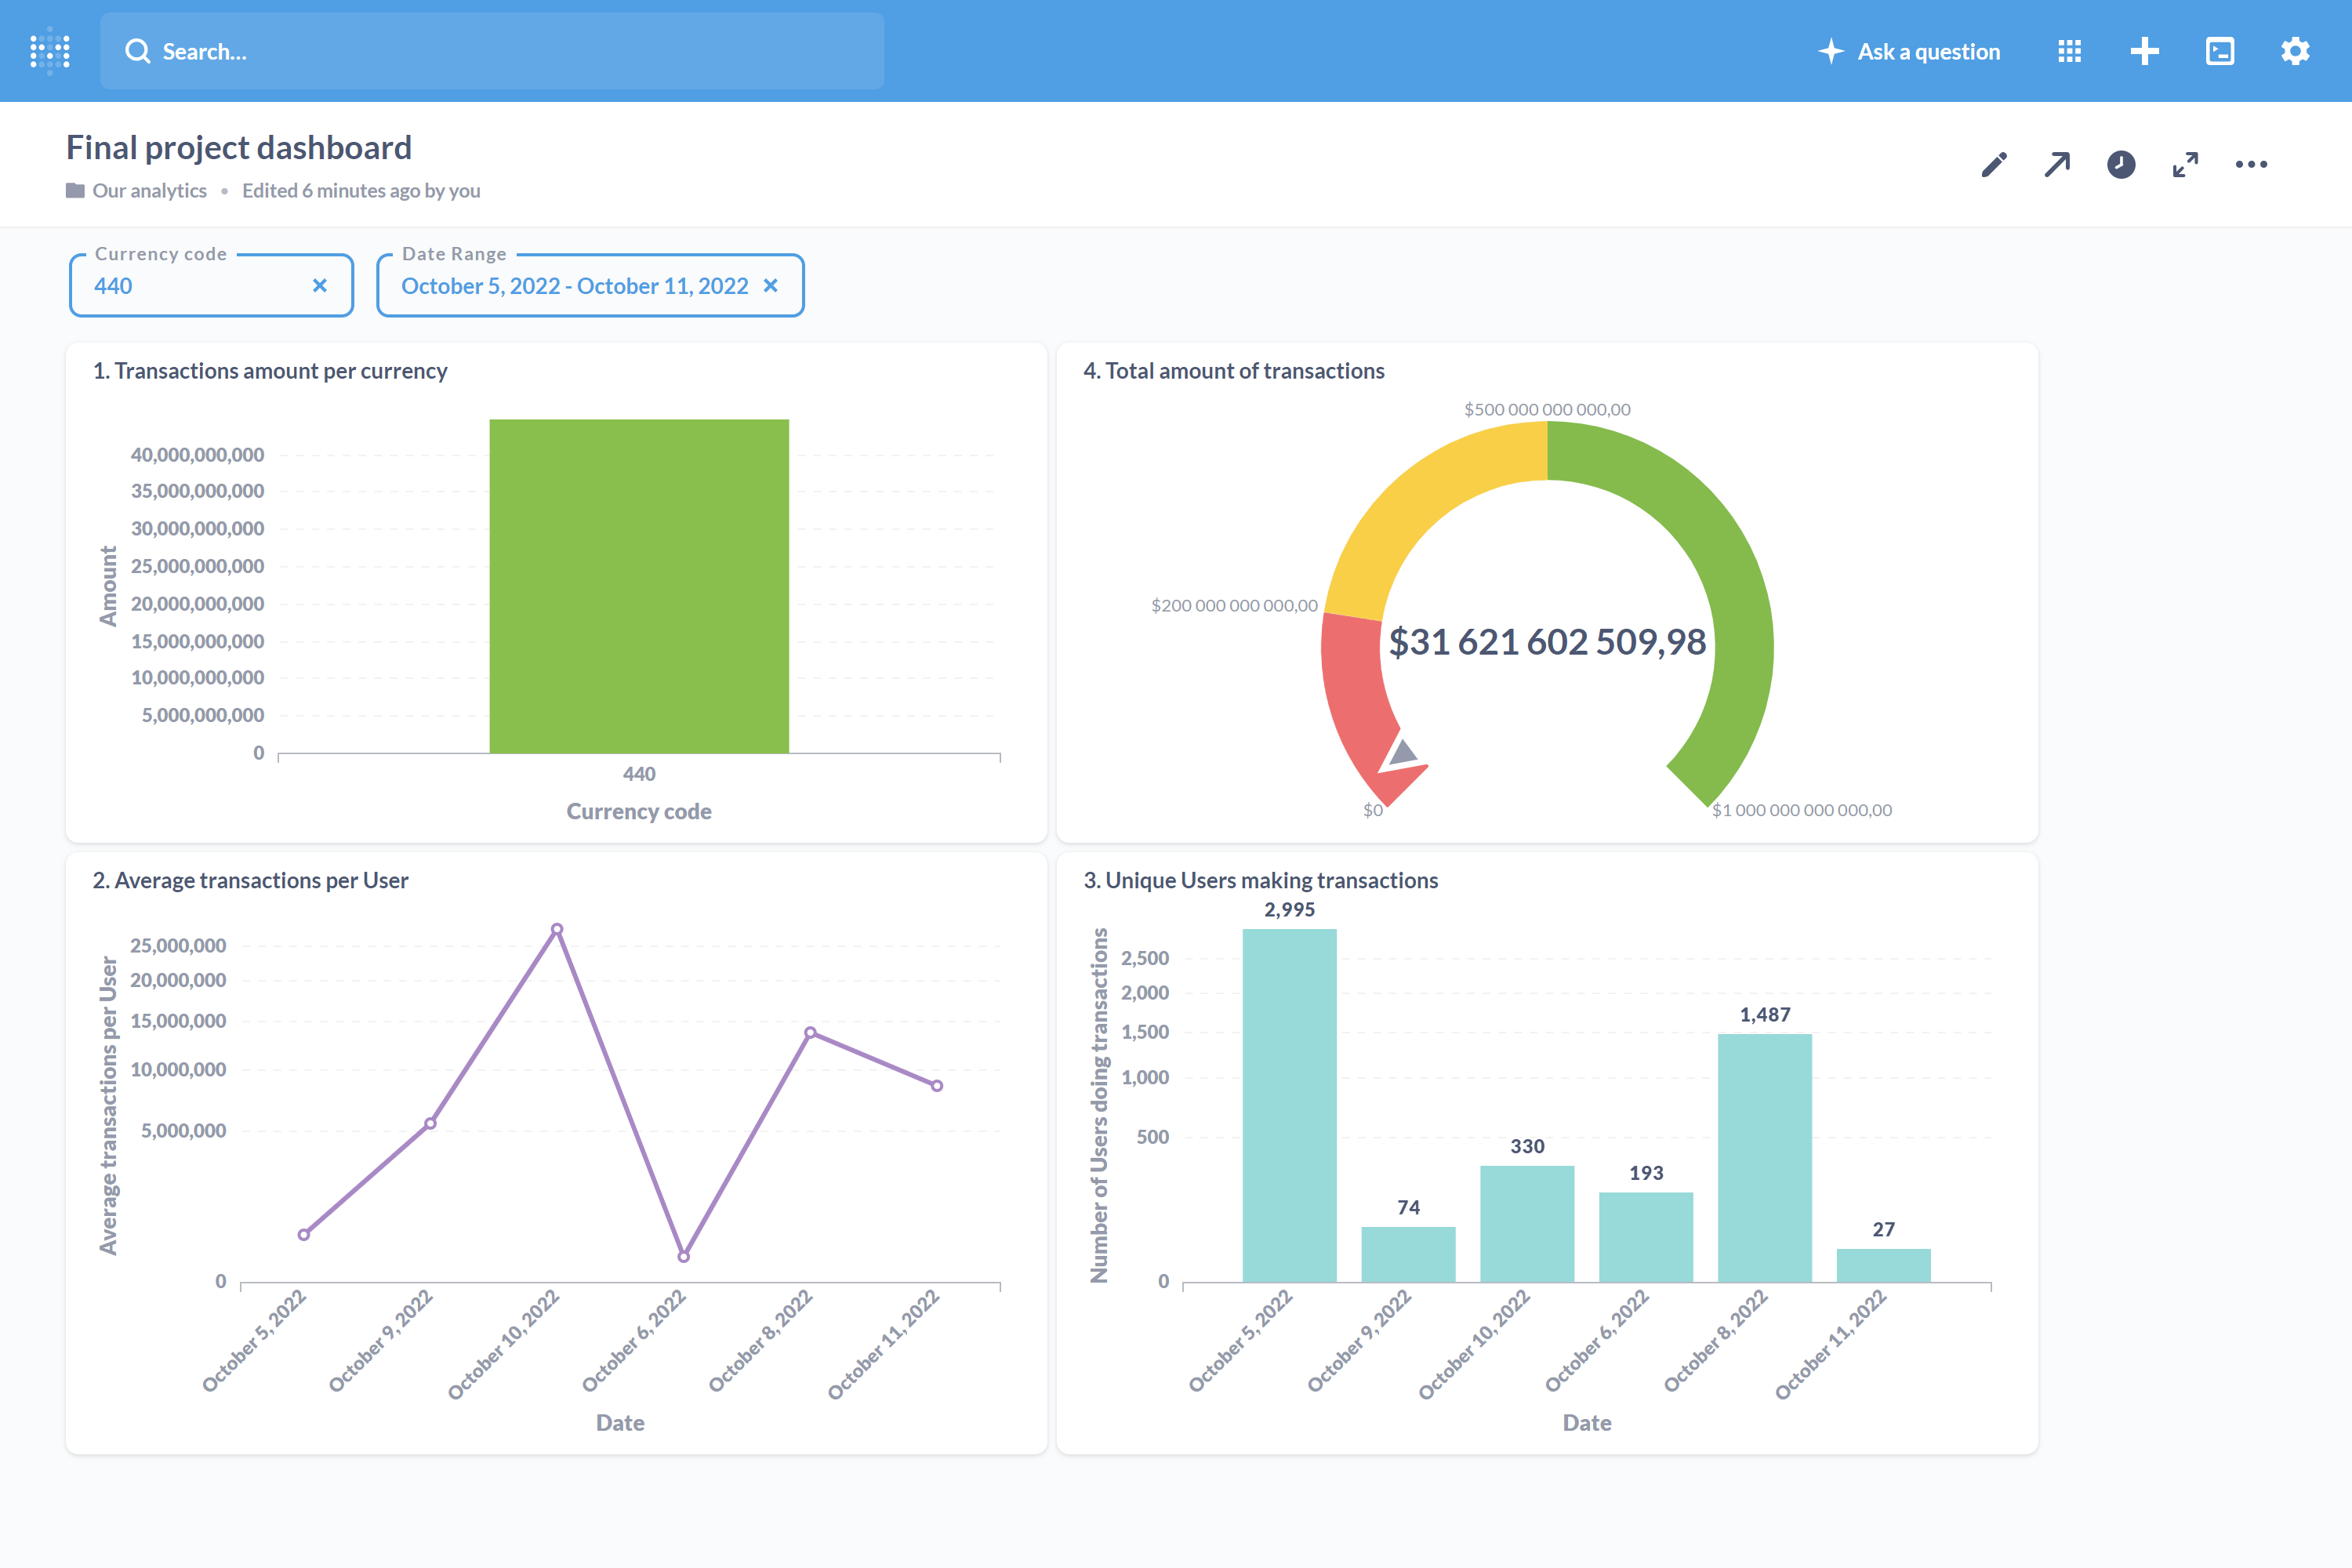 Search...
Ask a question
Final project dashboard
Our analytics • Edited 6 minutes ago by you
Currency code
440
Date Range
October 5, 2022 - October 11, 2022
1. Transactions amount per currency
Amount
40,000,000,000
35,000,000,000
30,000,000,000
25,000,000,000
20,000,000,000
15,000,000,000
10,000,000,000
5,000,000,000
0
440
Currency code
4. Total amount of transactions
$500 000 000 000,00
$200 000 000 000,00
$31 621 602 509,98
$0
$1 000 000 000 000,00
2. Average transactions per User
Average transactions per User
25,000,000
20,000,000
15,000,000
10,000,000
5,000,000
0
October 5, 2022
October 9, 2022
October 10, 2022
October 6, 2022
October 8, 2022
October 11, 2022
Date
3. Unique Users making transactions
Number of Users doing transactions
2,500
2,000
1,500
1,000
500
0
2,995
74
330
193
1,487
27
October 5, 2022
October 9, 2022
October 10, 2022
October 6, 2022
October 8, 2022
October 11, 2022
Date